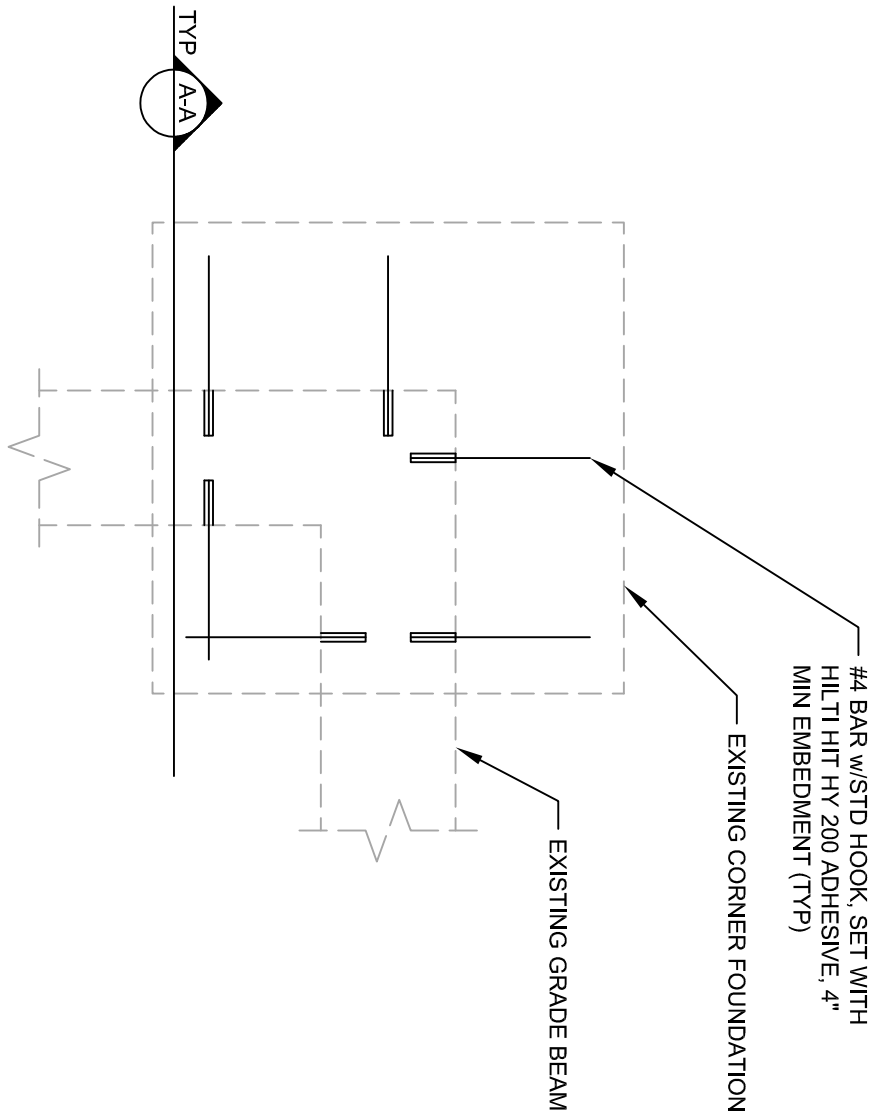 #4 BAR w/STD HOOK, SET WITH
HILTI HIT HY 200 ADHESIVE, 4"
MIN EMBEDMENT (TYP)
EXISTING CORNER FOUNDATION
EXISTING GRADE BEAM
TYP
A-A